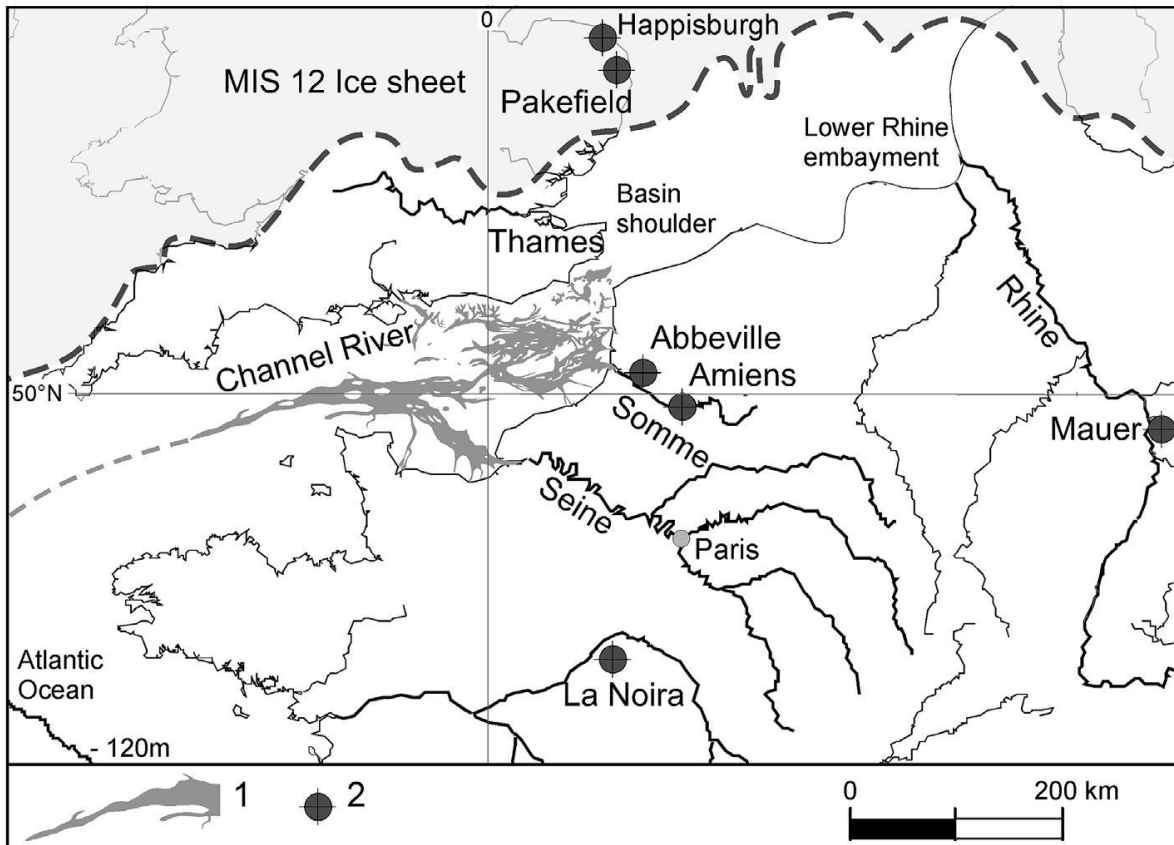 0
Happisburgh
MIS 12 Ice sheet
Pakefield
Lower Rhine
embayment
Basin
shoulder
Thames
Rhine
Channel River
Abbeville
50°N
Amiens
Somme
Mauer
Seine
Paris
Atlantic
Ocean
La Noira
- 120m
1
2
0
200 km